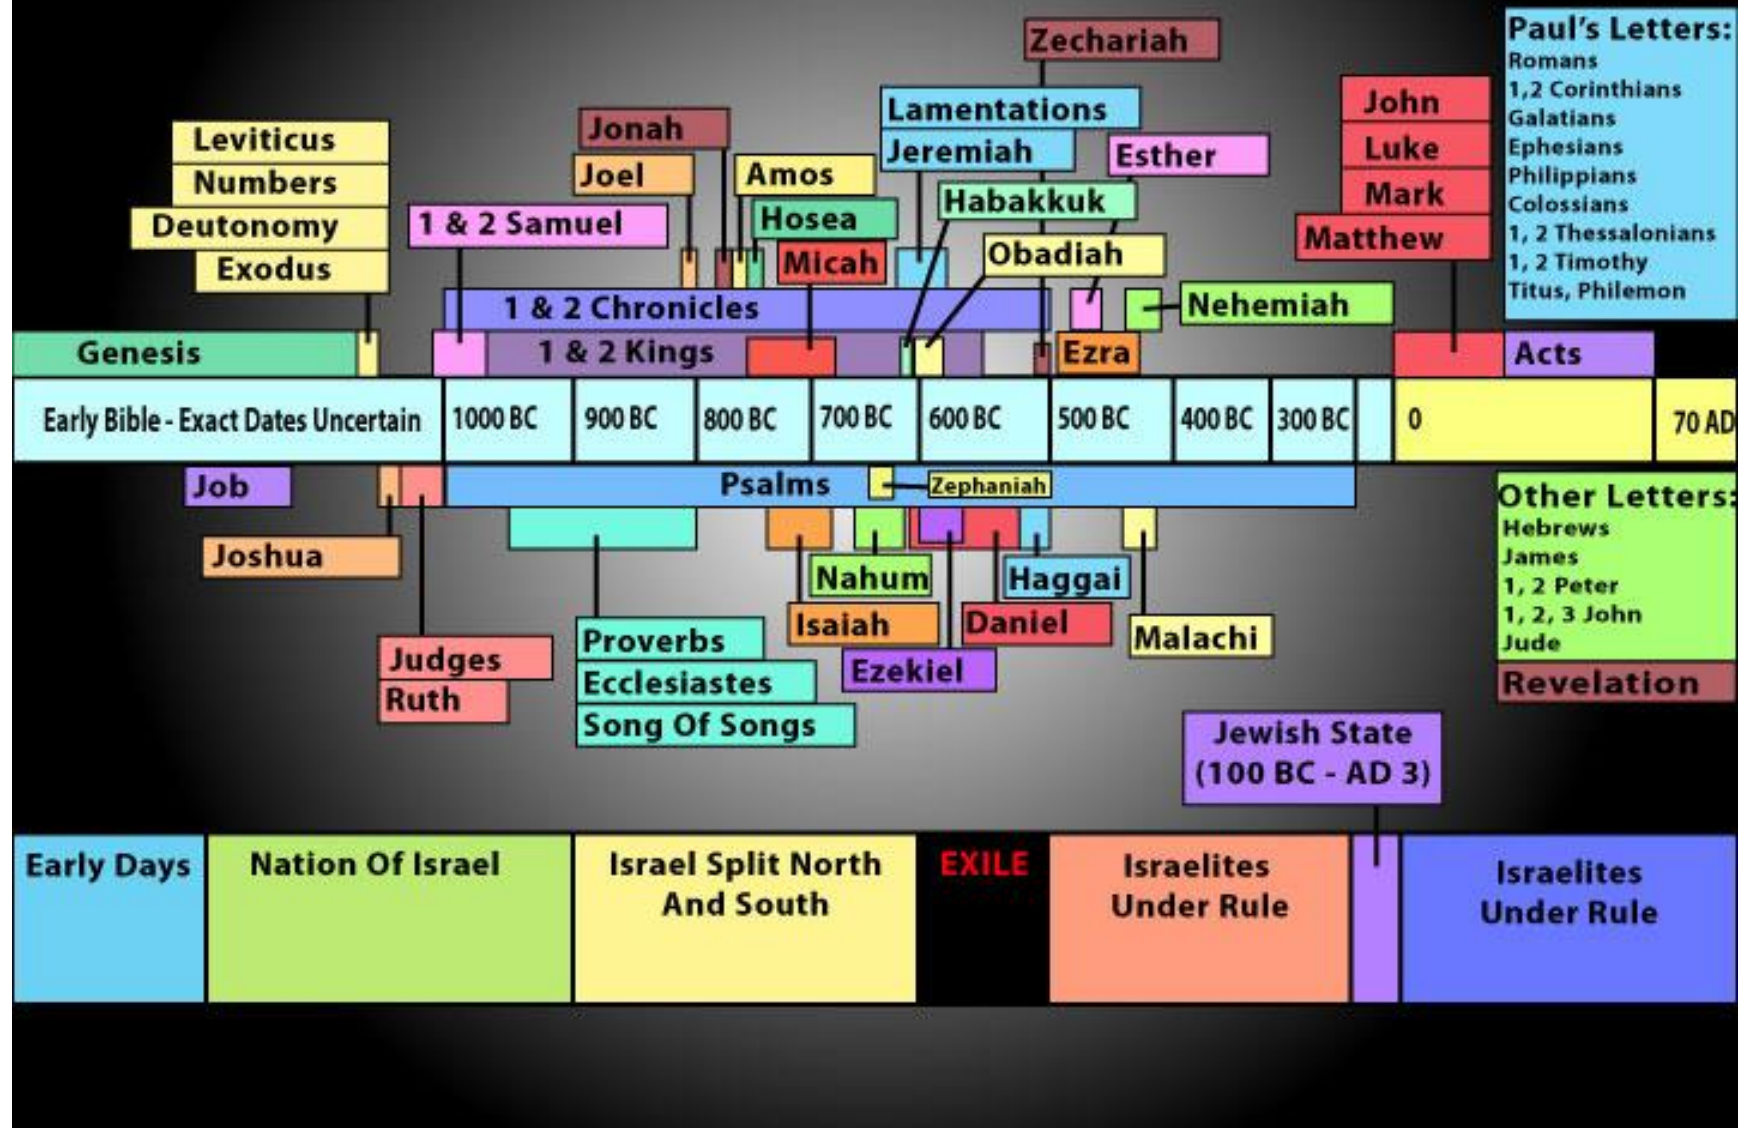 Zechariah
Paul's Letters:
Romans
1,2 Corinthians
Galatians
Ephesians
Philippians
Colossians
1, 2 Thessalonians
1, 2 Timothy
Titus, Philemon
Lamentations
Jeremiah
John
Luke
Mark
Matthew
Jonah
Joel
Amos
Hosea
Micah
Esther
Habakkuk
Obadiah
Leviticus
Numbers
Deutonomy
Exodus
1 & 2 Samuel
1 & 2 Chronicles
Nehemiah
Genesis
1 & 2 Kings
Ezra
Acts
Early Bible - Exact Dates Uncertain
1000 BC
900 BC
800 BC
700 BC
600 BC
500 BC
400 BC
300 BC
0
70 AD
Job
Psalms
Zephaniah
Other Letters:
Hebrews
James
1, 2 Peter
1, 2, 3 John
Jude
Revelation
Joshua
Nahum
Haggai
Isaiah
Daniel
Malachi
Ezekiel
Judges
Ruth
Proverbs
Ecclesiastes
Song Of Songs
Jewish State
(100 BC - AD 3)
Early Days
Nation Of Israel
Israel Split North
And South
EXILE
Israelites
Under Rule
Israelites
Under Rule